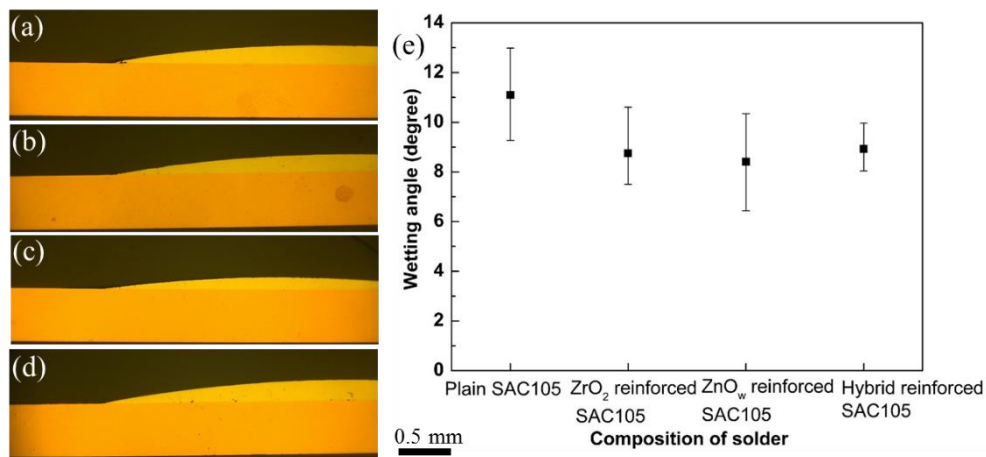 (a)
(b)
(c)
(d)
(e)
Wetting angle (degree)
14
12
10
8
6
4
2
0
Plain SAC105
ZrO₂ reinforced
SAC105
ZnO_w reinforced
SAC105
Hybrid reinforced
SAC105
Composition of solder
0.5 mm